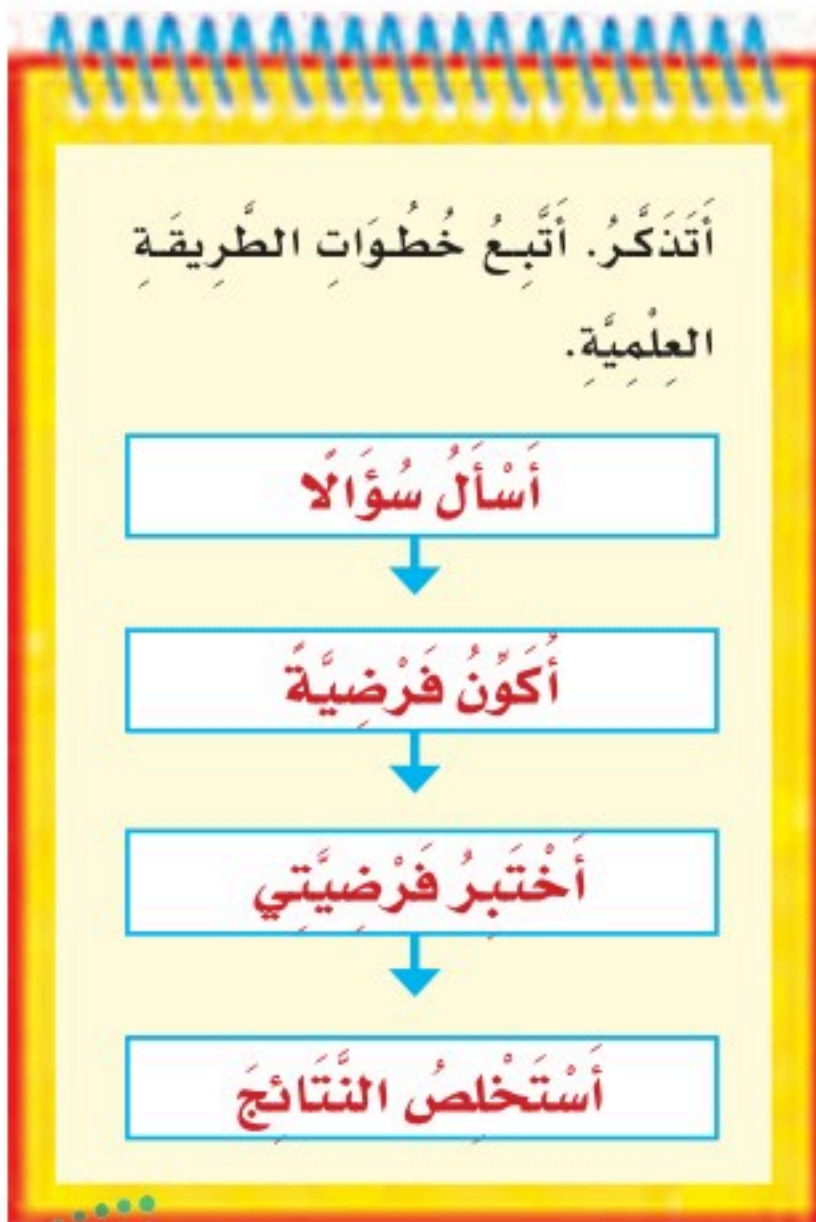 أَتَذَكَّرُ. أَتَّبِعُ خُطُوَاتِ الطَّرِيقَةِ
العِلْمِيَّةِ.
أَسْأَلُ سُؤَالًا
أُكَوِّنُ فَرْضِيَّةً
أَخْتَبِرُ فَرْضِيَّتِي
أَسْتَخْلِصُ النَّتَائِجَ